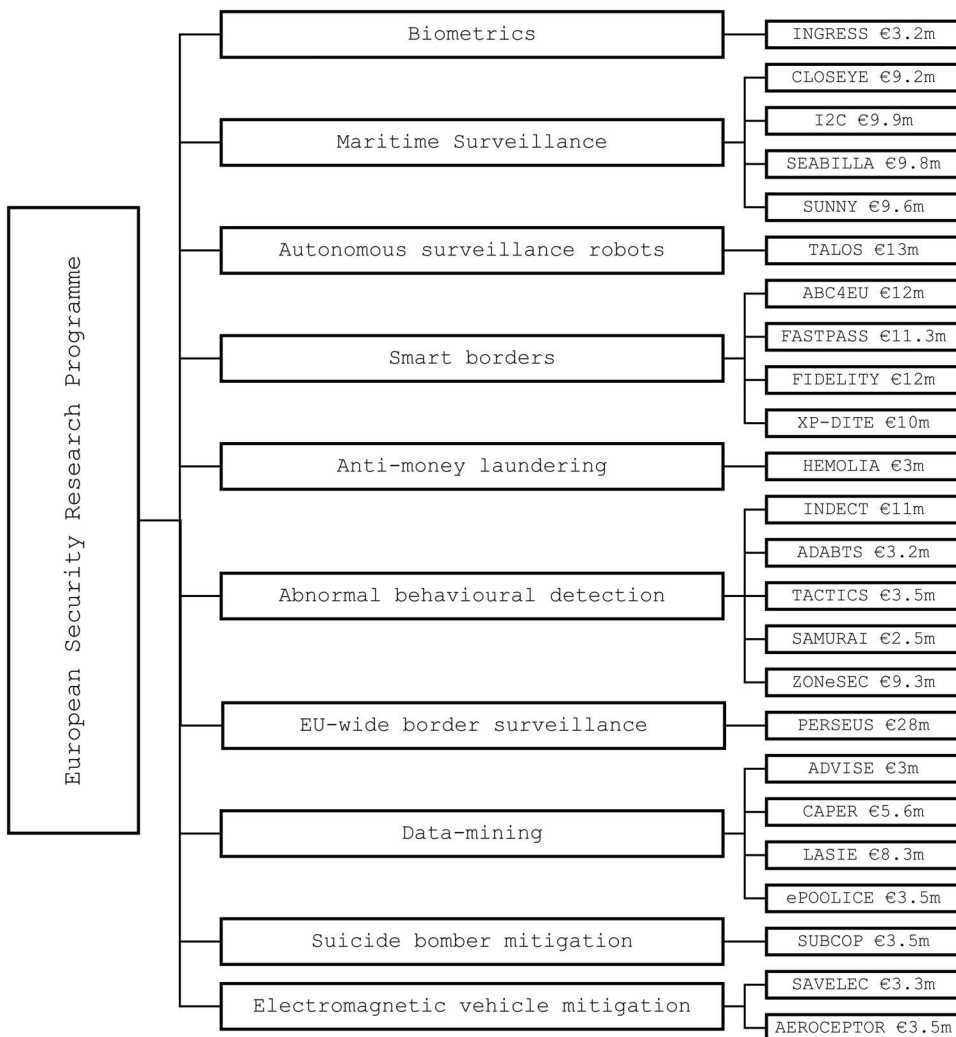 European Security Research Programme
Biometrics
INGRESS €3.2m
Maritime Surveillance
CLOSEYE €9.2m
I2C €9.9m
SEABILLA €9.8m
SUNNY €9.6m
Autonomous surveillance robots
TALOS €13m
Smart borders
ABC4EU €12m
FASTPASS €11.3m
FIDELITY €12m
XP-DITE €10m
Anti-money laundering
HEMOLIA €3m
Abnormal behavioural detection
INDECT €11m
ADABTS €3.2m
TACTICS €3.5m
SAMURAI €2.5m
ZONeSEC €9.3m
EU-wide border surveillance
PERSEUS €28m
Data-mining
ADVISE €3m
CAPER €5.6m
LASIE €8.3m
ePOOLICE €3.5m
Suicide bomber mitigation
SUBCOP €3.5m
Electromagnetic vehicle mitigation
SAVELEC €3.3m
AEROCEPTOR €3.5m